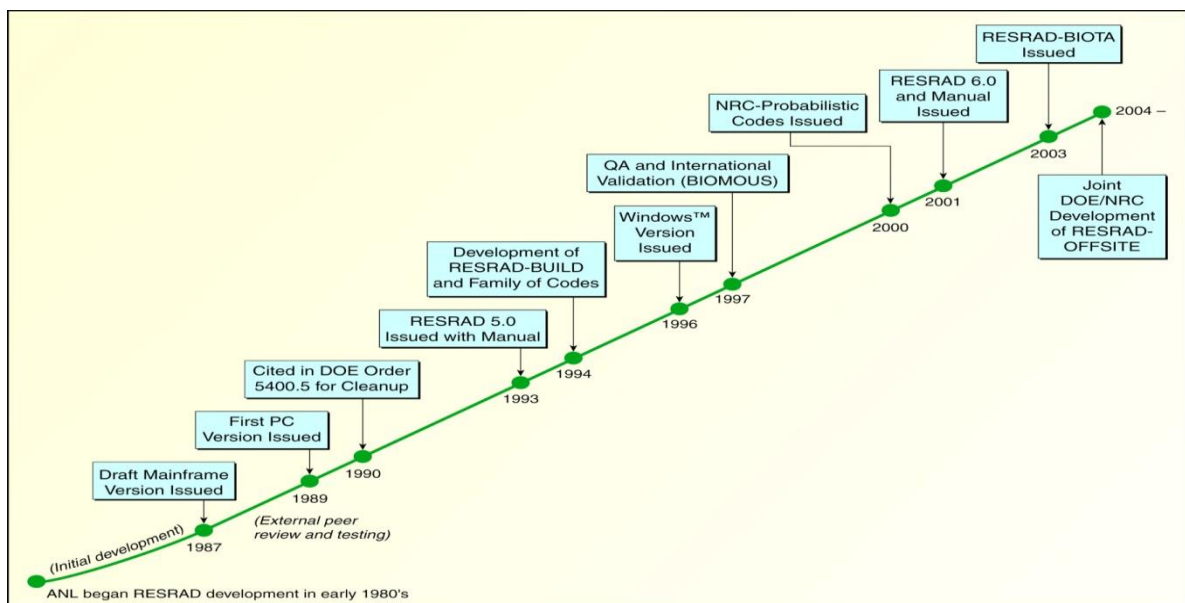 RESRAD-BIOTA
Issued
RESRAD 6.0
and Manual
Issued
NRC-Probabilistic
Codes Issued
2004 –
QA and International
Validation (BIOMOUS)
2003
Joint
DOE/NRC
Development
of RESRAD-
OFFSITE
2001
2000
Windows™
Version
Issued
Development of
RESRAD-BUILD
and Family of Codes
1997
1996
RESRAD 5.0
Issued with Manual
1994
1993
Cited in DOE Order
5400.5 for Cleanup
First PC
Version Issued
1990
Draft Mainframe
Version Issued
1989
(External peer
review and testing)
1987
(Initial development)
ANL began RESRAD development in early 1980's